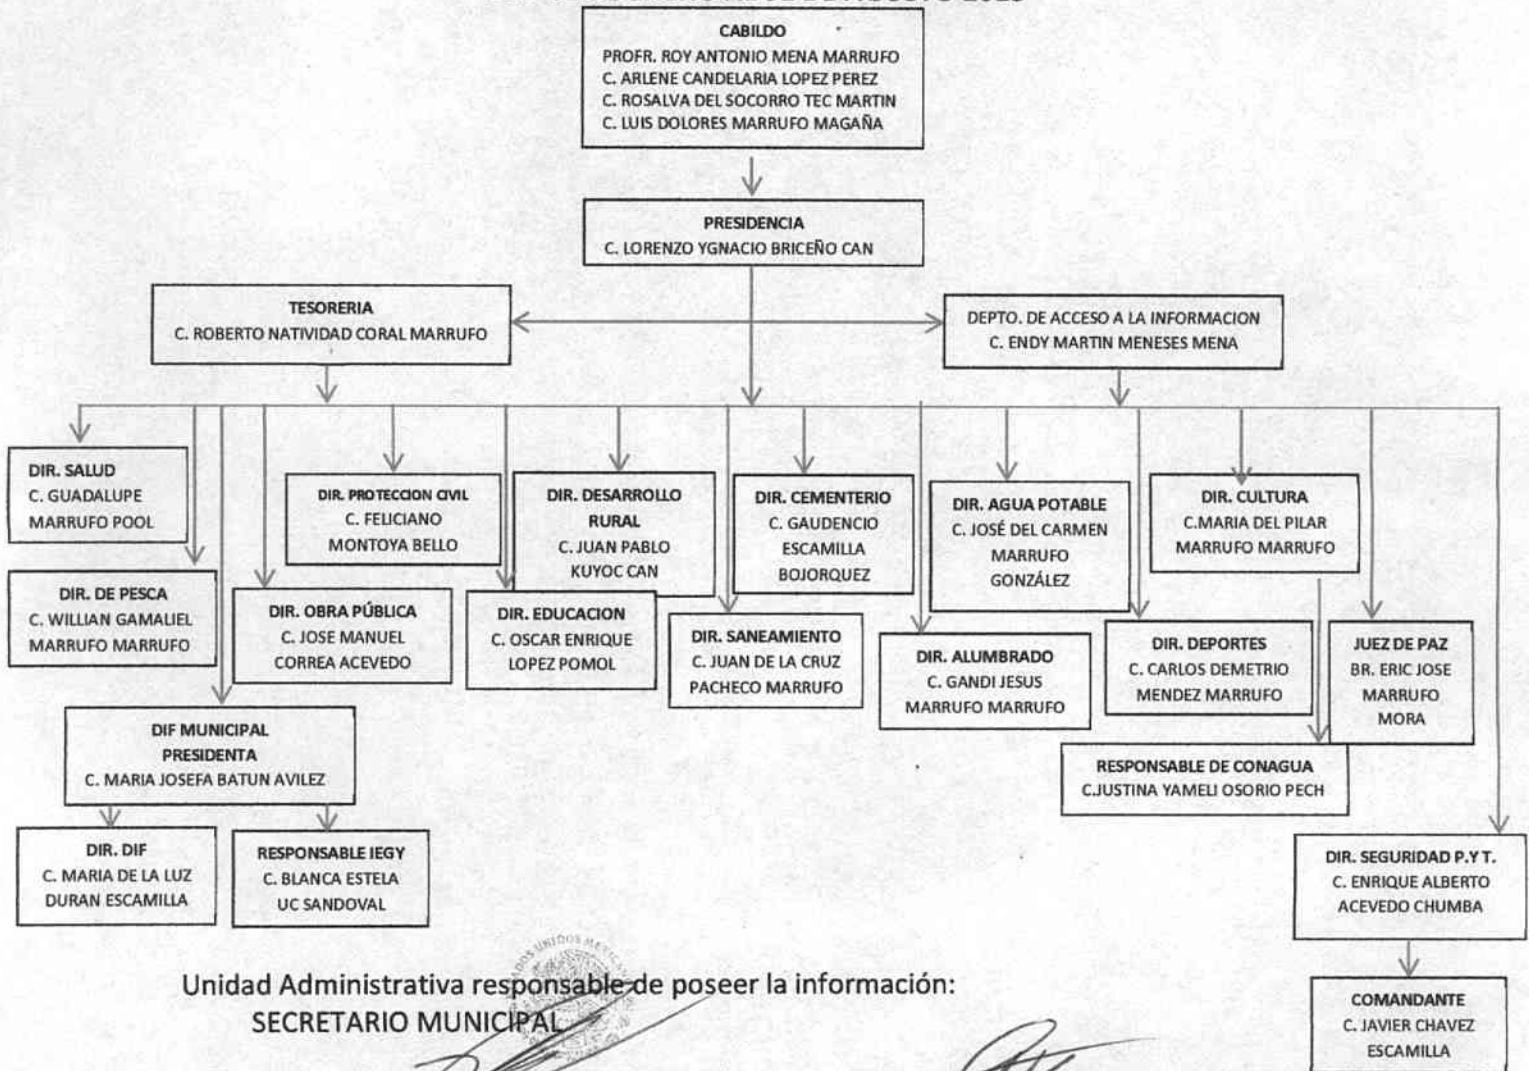 CABILDO
PROFR. ROY ANTONIO MENA MARRUFO
C. ARLENE CANDELARIA LOPEZ PEREZ
C. ROSALVA DEL SOCORRO TEC MARTIN
C. LUIS DOLORES MARRUFO MAGAÑA
PRESIDENCIA
C. LORENZO YGNACIO BRICEÑO CAN
TESORERIA
C. ROBERTO NATIVIDAD CORAL MARRUFO
DEPTO. DE ACCESO A LA INFORMACION
C. ENDY MARTIN MENESES MENA
DIR. SALUD
C. GUADALUPE
MARRUFO POOL
DIR. PROTECCION CIVIL
C. FELICIANO
MONTOYA BELLO
DIR. DESARROLLO
RURAL
C. JUAN PABLO
KUYOC CAN
DIR. CEMENTERIO
C. GAUDENCIO
ESCAMILLA
BOJORQUEZ
DIR. AGUA POTABLE
C. JOSÉ DEL CARMEN
MARRUFO
GONZÁLEZ
DIR. CULTURA
C.MARIA DEL PILAR
MARRUFO MARRUFO
DIR. DE PESCA
C. WILLIAN GAMALIEL
MARRUFO MARRUFO
DIR. OBRA PÚBLICA
C. JOSE MANUEL
CORREA ACEVEDO
DIR. EDUCACION
C. OSCAR ENRIQUE
LOPEZ POMOL
DIR. SANEAMIENTO
C. JUAN DE LA CRUZ
PACHECO MARRUFO
DIR. ALUMBRADO
C. GANDI JESUS
MARRUFO MARRUFO
DIR. DEPORTES
C. CARLOS DEMETRIO
MENDEZ MARRUFO
JUEZ DE PAZ
BR. ERIC JOSE
MARRUFO
MORA
DIF MUNICIPAL
PRESIDENTA
C. MARIA JOSEFA BATUN AVILEZ
RESPONSABLE DE CONAGUA
C.JUSTINA YAMELI OSORIO PECH
DIR. DIF
C. MARIA DE LA LUZ
DURAN ESCAMILLA
RESPONSABLE IEGY
C. BLANCA ESTELA
UC SANDOVAL
DIR. SEGURIDAD P.Y T.
C. ENRIQUE ALBERTO
ACEVEDO CHUMBA
COMANDANTE
C. JAVIER CHAVEZ
ESCAMILLA
Unidad Administrativa responsable de poseer la información:
SECRETARIO MUNICIPAL